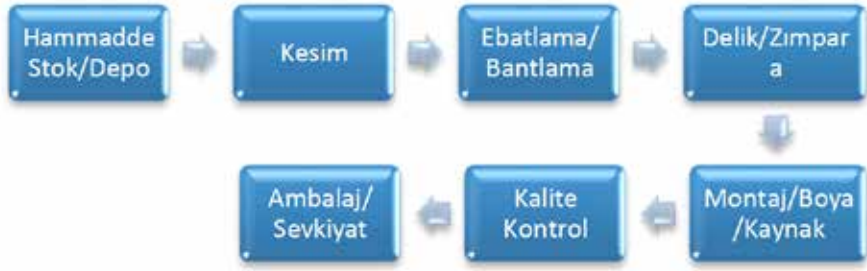 Hammadde
Stok/Depo
Kesim
Ebatlama/
Bantlama
Delik/Zımpar
a
Montaj/Boya
/Kaynak
Kalite
Kontrol
Ambalaj/
Sevkiyat